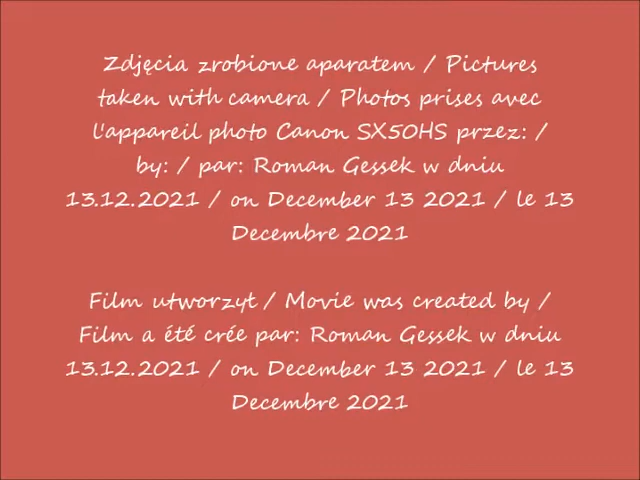 Zdjęcia zrobione aparatem / Pictures
taken with camera / Photos prises avec
l'appareil photo Canon SX50HS przez: /
by: / par: Roman Gessek w dniu
13.12.2021 / on December 13 2021 / le 13
Decembre 2021
Film utworzył / Movie was created by /
Film a été crée par: Roman Gessek w dniu
13.12.2021 / on December 13 2021 / le 13
Decembre 2021